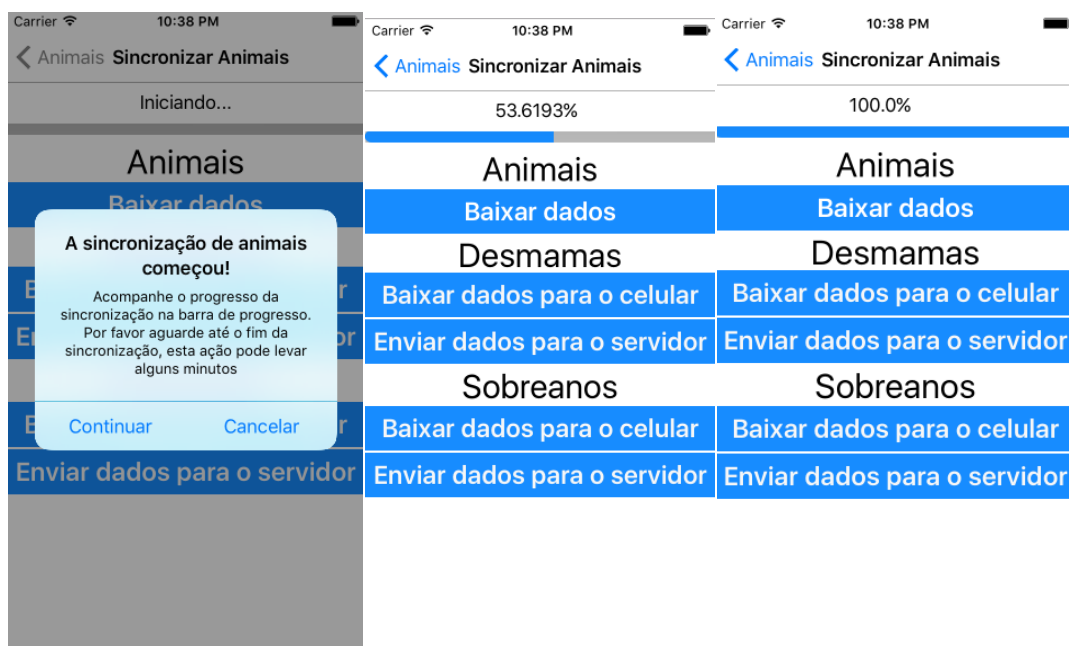 Carrier 10:38 PM
Animais Sincronizar Animais
Iniciando...
Animais
Baixar dados
A sincronização de animais
começou!
Acompanhe o progresso da
sincronização na barra de progresso.
Por favor aguarde até o fim da
sincronização, esta ação pode levar
alguns minutos
Continuar Cancelar
Enviar dados para o servidor
Carrier 10:38 PM
Animais Sincronizar Animais
53.6193%
Animais
Baixar dados
Desmamas
Baixar dados para o celular
Enviar dados para o servidor
Sobreanos
Baixar dados para o celular
Enviar dados para o servidor
Carrier 10:38 PM
Animais Sincronizar Animais
100.0%
Animais
Baixar dados
Desmamas
Baixar dados para o celular
Enviar dados para o servidor
Sobreanos
Baixar dados para o celular
Enviar dados para o servidor